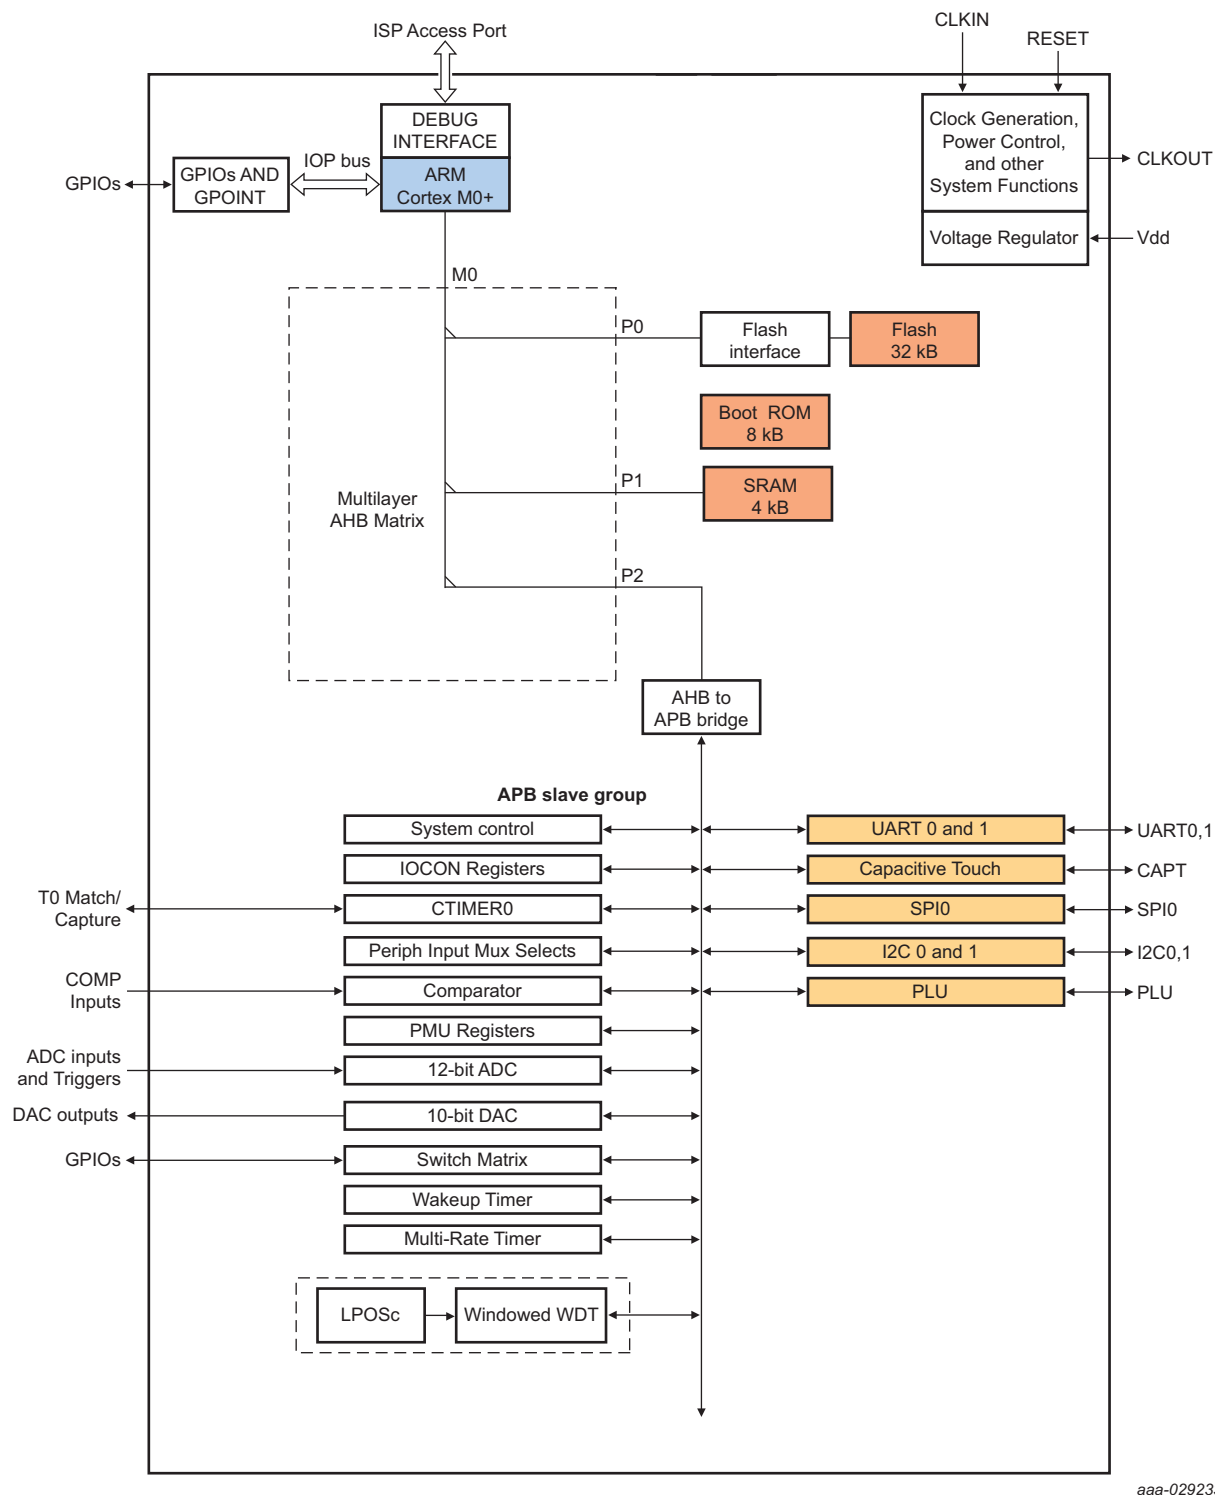 ISP Access Port
CLKIN
RESET
DEBUG
INTERFACE
ARM
Cortex M0+
IOP bus
GPIOs
GPIOs AND
GPOINT
Clock Generation,
Power Control,
and other
System Functions
CLKOUT
Voltage Regulator
Vdd
M0
P0
Flash
interface
Flash
32 kB
Boot ROM
8 kB
P1
SRAM
4 kB
Multilayer
AHB Matrix
P2
AHB to
APB bridge
APB slave group
System control
UART 0 and 1
UART0,1
IOCON Registers
Capacitive Touch
CAPT
T0 Match/
Capture
CTIMER0
SPI0
SPI0
Periph Input Mux Selects
I2C 0 and 1
I2C0,1
COMP
Inputs
Comparator
PLU
PLU
PMU Registers
ADC inputs
and Triggers
12-bit ADC
DAC outputs
10-bit DAC
GPIOs
Switch Matrix
Wakeup Timer
Multi-Rate Timer
LPOSc
Windowed WDT